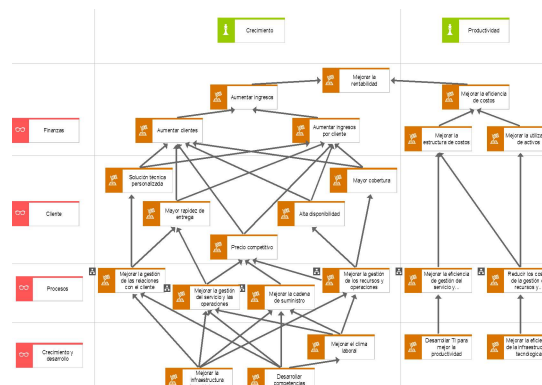 Crecimiento
Productividad
Mejorar la
rentabilidad
Aumentar ingresos
Mejorar la eficiencia
de costos
Finanzas
Aumentar clientes
Aumentar ingresos
por cliente
Mejorar la
estructura de costos
Mejorar la utiliza
de activos
Solución técnica
personalizada
Mayor cobertura
Cliente
Mayor rapidez de
entrega
Alta disponibilidad
Precio competitivo
Procesos
Mejorar la gestión
de las relaciones
con el cliente
Mejorar la gestión
del servicio y las
operaciones
Mejorar la cadena
de suministro
Mejorar la gestión
de los recursos y
operaciones
Mejorar la eficiencia
de gestión del
servicio y...
Reducir los cos
de la gestión d
recursos y...
Crecimiento y
desarrollo
Mejorar el clima
laboral
Desarrollar TI para
mejorar la
productividad
Mejorar la eficie
de la infraestruc
tecnológica
Mejorar la
infraestructura
Desarrollar
competencias